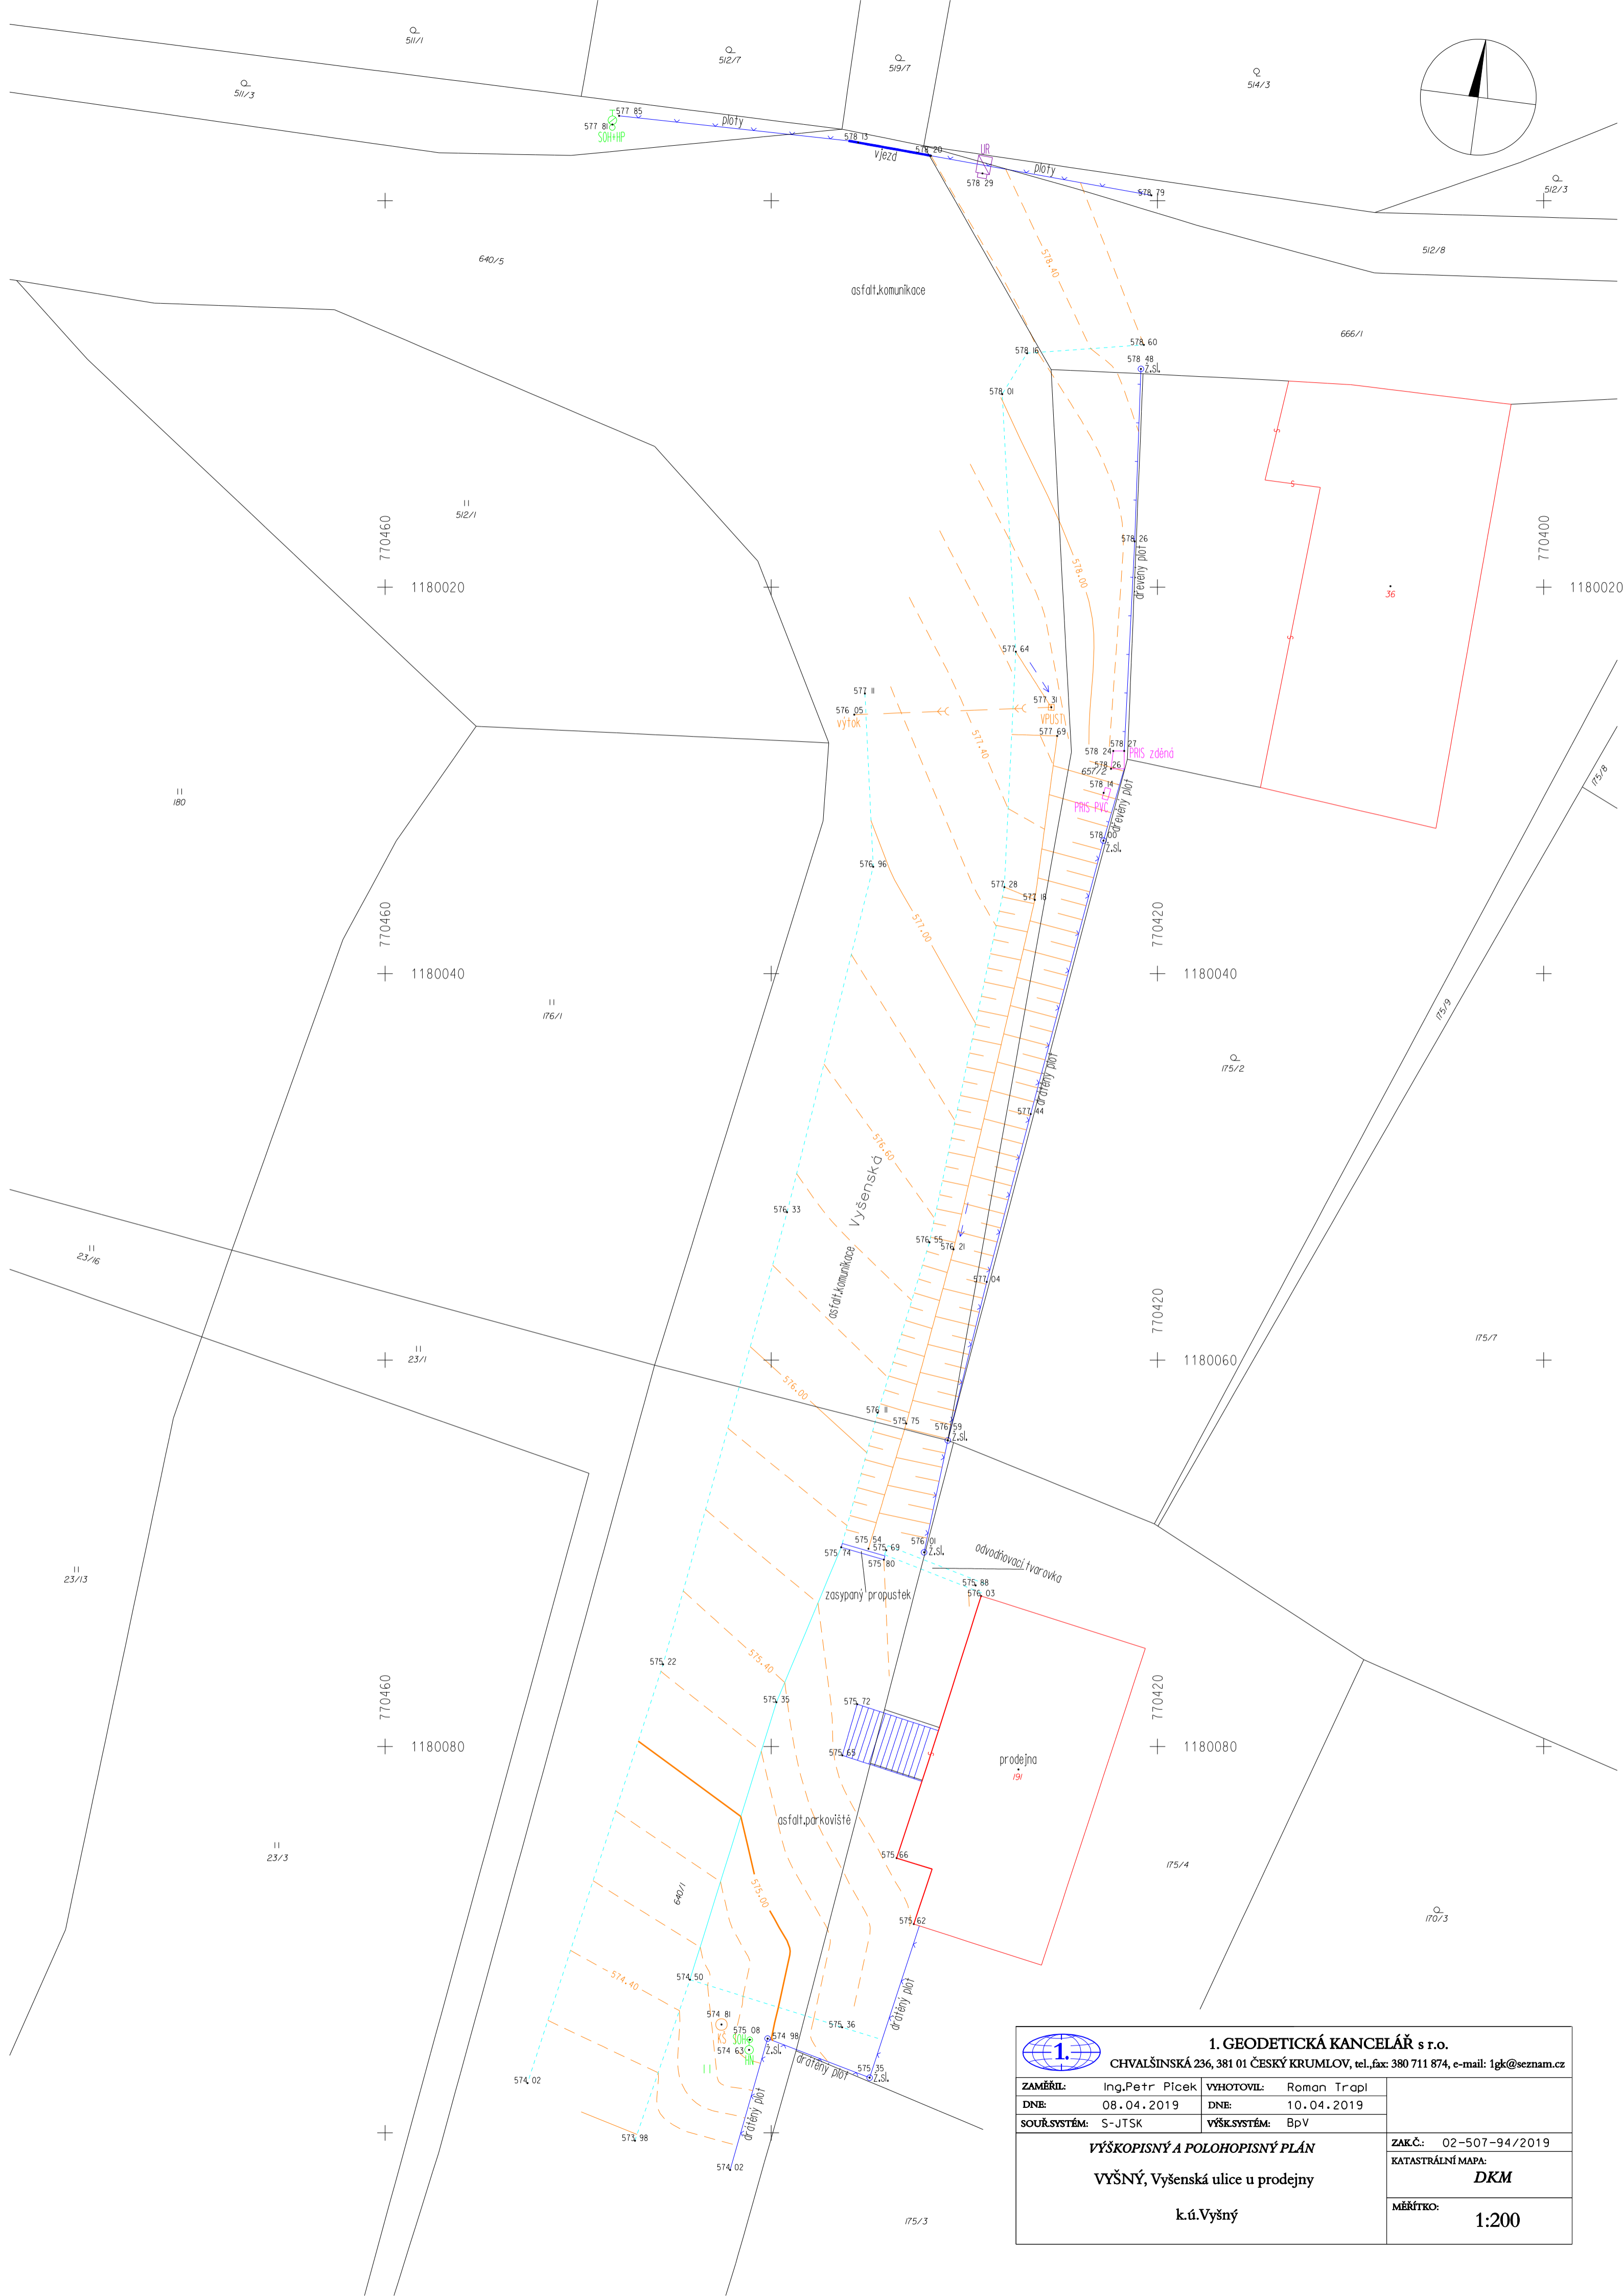 511/1
512/7
519/7
514/3
511/3
577 85
577 81
SOH+HP
ploty
578 13
vjezd
578 20
UR
578 29
ploty
578 79
512/3
640/5
512/8
578.40
asfalt.komunikace
666/1
578 16
578 60
578 48
ž.sl.
578 01
512/1
770460
1180020
578.00
578 26
dřevěný plot
770400
1180020
36
577 64
577 11
576 05
výtok
577 31
VPUSŤ
577 69
577.40
578 24
578 27
PRIS zděná
578 26
657/2
578 14
PRIS PVC
dřevěný plot
578 00
ž.sl.
180
175/8
576 96
577 28
577 18
577.00
770460
1180040
770420
1180040
176/1
175/9
175/2
drátěný plot
577 44
576.60
Vyšenská
576 33
576 55
576 21
asfalt.komunikace
577 04
23/16
770420
1180060
175/7
23/1
576.00
576 11
575 75
576 59
ž.sl.
575 54
575 69
576 01
ž.sl.
575 74
575 80
odvodňovací tvarovka
23/13
575 88
576 03
zasypaný propustek
575 22
575.40
575 35
575 72
770460
1180080
770420
1180080
575 65
prodejna
191
asfalt.parkoviště
23/3
575 66
175/4
640/1
575.00
575 62
170/3
574.40
574 50
drátěný plot
574 81
KŠ
575 08
SOH
574 98
ž.sl.
575 36
574 63
HN
drátěný plot
575 35
ž.sl.
574 02
drátěný plot
573 98
574 02
175/3
1.
1. GEODETICKÁ KANCELÁŘ s r.o.
CHVALŠINSKÁ 236, 381 01 ČESKÝ KRUMLOV, tel.,fax: 380 711 874, e-mail: 1gk@seznam.cz
ZAMĚŘIL: Ing.Petr Picek VYHOTOVIL: Roman Trapl
DNE: 08.04.2019 DNE: 10.04.2019
SOUŘ.SYSTÉM: S-JTSK VÝŠK.SYSTÉM: BpV
VÝŠKOPISNÝ A POLOHOPISNÝ PLÁN
VYŠNÝ, Vyšenská ulice u prodejny
k.ú.Vyšný
ZAK.Č.: 02-507-94/2019
KATASTRÁLNÍ MAPA:
DKM
MĚŘÍTKO:
1:200